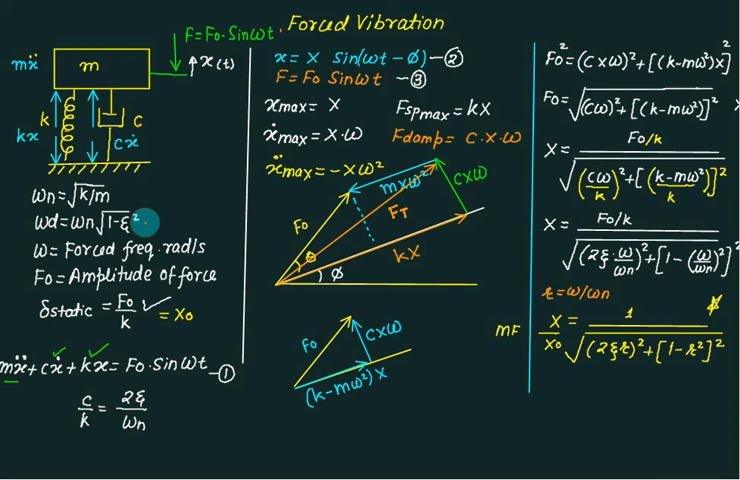 Forced Vibration
F = Fo. Sinωt.
mẍ
m
↑ x(t)
k
kx
C
cẋ
ωn = √k/m
ωd = ωn √1-ξ²
ω = Forced freq. rad/s
Fo = Amplitude of force
δstatic = Fo/k ✓ = Xo
mẍ + cẋ + kx = Fo. Sinωt —①
c/k = 2ξ/ωn
x = X sin(ωt - φ) —②
F = Fo Sinωt —③
xmax = X
Fspmax = kX
ẋmax = X.ω
Fdamp = C.X.ω
ẍmax = -Xω²
mXω²
CXω
Fo
FT
θ
kX
φ
Fo
CXω
(k-mω²)X
Fo² = (CXω)² + [(k-mω²)X]²
Fo = √(Cω)² + [(k-mω²)]² X
X = Fo/k / √(cω/k)² + [(k-mω²)/k]²
X = Fo/k / √(2ξ.ω/ωn)² + [1-(ω/ωn)²]²
r = ω/ωn
MF X/Xo = 1 / √(2ξr)² + [1-r²]²